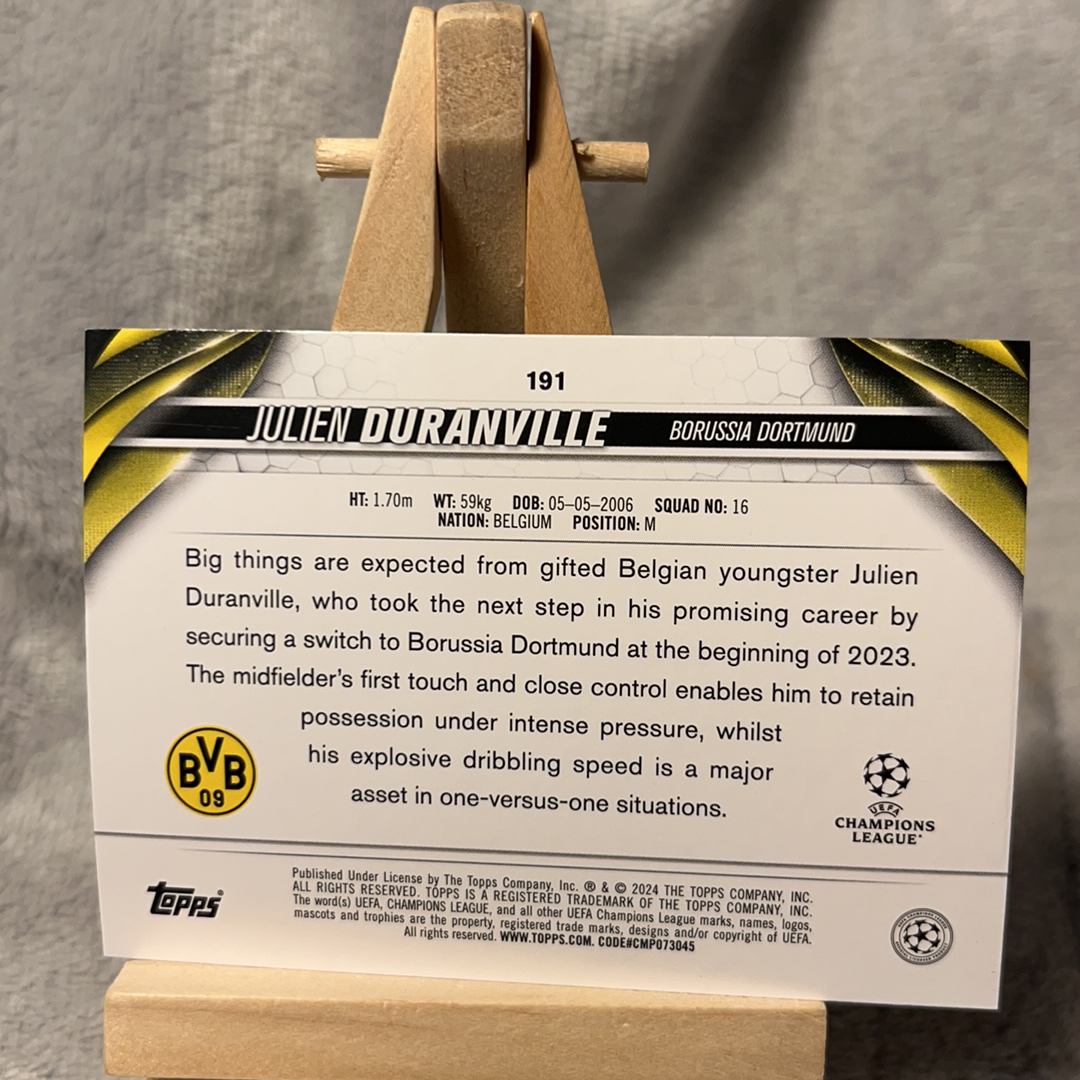 191
JULIEN DURANVILLE BORUSSIA DORTMUND
HT: 1.70m WT: 59kg DOB: 05–05–2006 SQUAD NO: 16
NATION: BELGIUM POSITION: M
Big things are expected from gifted Belgian youngster Julien
Duranville, who took the next step in his promising career by
securing a switch to Borussia Dortmund at the beginning of 2023.
The midfielder's first touch and close control enables him to retain
possession under intense pressure, whilst
his explosive dribbling speed is a major
asset in one-versus-one situations.
BVB
09
UEFA
CHAMPIONS
LEAGUE
Topps®
Published Under License by The Topps Company, Inc. ® & © 2024 THE TOPPS COMPANY, INC.
ALL RIGHTS RESERVED. TOPPS IS A REGISTERED TRADEMARK OF THE TOPPS COMPANY, INC.
The word(s) UEFA, CHAMPIONS LEAGUE, and all other UEFA Champions League marks, names, logos,
mascots and trophies are the property, registered trade marks, designs and/or copyright of UEFA.
All rights reserved. WWW.TOPPS.COM. CODE#CMP073045